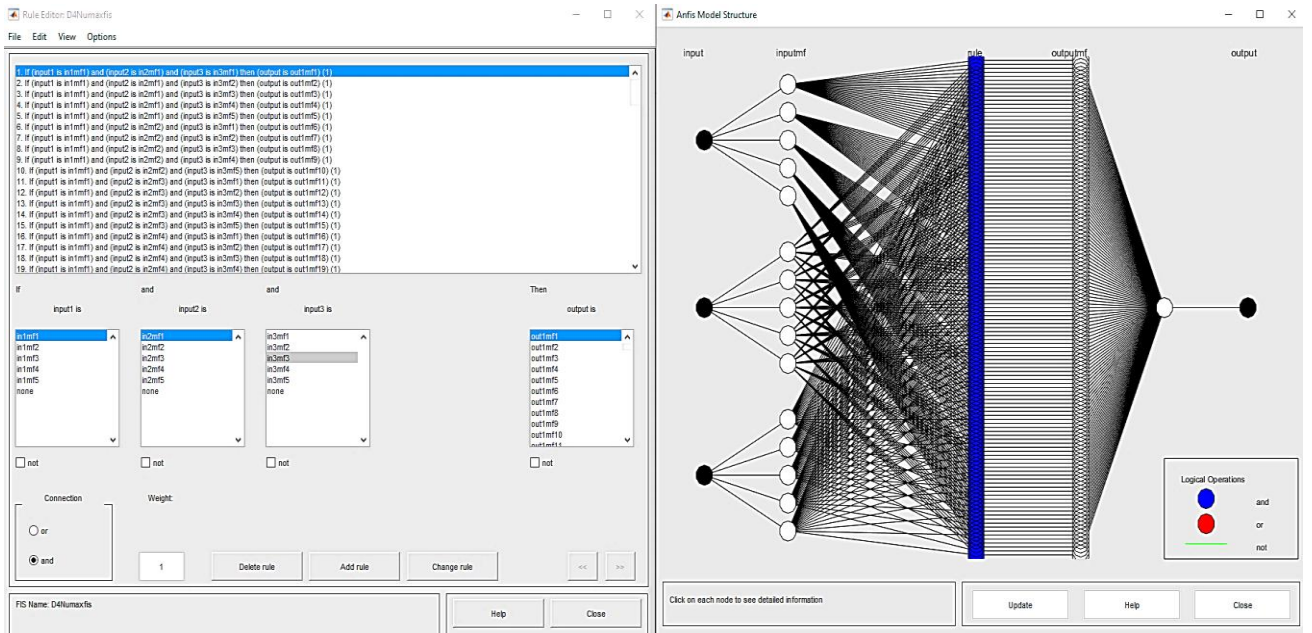 Rule Editor: D4Numaxfis
File Edit View Options
1. If (input1 is in1mf1) and (input2 is in2mf1) and (input3 is in3mf1) then (output is out1mf1) (1)
2. If (input1 is in1mf1) and (input2 is in2mf1) and (input3 is in3mf2) then (output is out1mf2) (1)
3. If (input1 is in1mf1) and (input2 is in2mf1) and (input3 is in3mf3) then (output is out1mf3) (1)
4. If (input1 is in1mf1) and (input2 is in2mf1) and (input3 is in3mf4) then (output is out1mf4) (1)
5. If (input1 is in1mf1) and (input2 is in2mf1) and (input3 is in3mf5) then (output is out1mf5) (1)
6. If (input1 is in1mf1) and (input2 is in2mf2) and (input3 is in3mf1) then (output is out1mf6) (1)
7. If (input1 is in1mf1) and (input2 is in2mf2) and (input3 is in3mf2) then (output is out1mf7) (1)
8. If (input1 is in1mf1) and (input2 is in2mf2) and (input3 is in3mf3) then (output is out1mf8) (1)
9. If (input1 is in1mf1) and (input2 is in2mf2) and (input3 is in3mf4) then (output is out1mf9) (1)
10. If (input1 is in1mf1) and (input2 is in2mf2) and (input3 is in3mf5) then (output is out1mf10) (1)
11. If (input1 is in1mf1) and (input2 is in2mf3) and (input3 is in3mf1) then (output is out1mf11) (1)
12. If (input1 is in1mf1) and (input2 is in2mf3) and (input3 is in3mf2) then (output is out1mf12) (1)
13. If (input1 is in1mf1) and (input2 is in2mf3) and (input3 is in3mf3) then (output is out1mf13) (1)
14. If (input1 is in1mf1) and (input2 is in2mf3) and (input3 is in3mf4) then (output is out1mf14) (1)
15. If (input1 is in1mf1) and (input2 is in2mf3) and (input3 is in3mf5) then (output is out1mf15) (1)
16. If (input1 is in1mf1) and (input2 is in2mf4) and (input3 is in3mf1) then (output is out1mf16) (1)
17. If (input1 is in1mf1) and (input2 is in2mf4) and (input3 is in3mf2) then (output is out1mf17) (1)
18. If (input1 is in1mf1) and (input2 is in2mf4) and (input3 is in3mf3) then (output is out1mf18) (1)
19. If (input1 is in1mf1) and (input2 is in2mf4) and (input3 is in3mf4) then (output is out1mf19) (1)
If and and Then
input1 is input2 is input3 is output is
in1mf1
in1mf2
in1mf3
in1mf4
in1mf5
none
in2mf1
in2mf2
in2mf3
in2mf4
in2mf5
none
in3mf1
in3mf2
in3mf3
in3mf4
in3mf5
none
out1mf1
out1mf2
out1mf3
out1mf4
out1mf5
out1mf6
out1mf7
out1mf8
out1mf9
out1mf10
out1mf11
not not not not
Connection Weight:
or
and 1 Delete rule Add rule Change rule << >>
FIS Name: D4Numaxfis Help Close
Anfis Model Structure
input inputmf rule outputmf output
Logical Operations
and
or
not
Click on each node to see detailed information Update Help Close